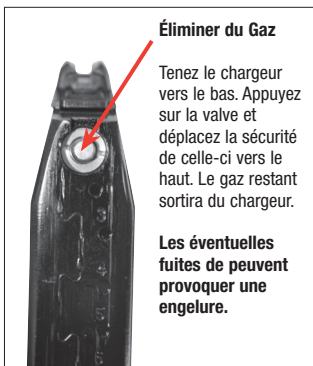 Éliminer du Gaz
Tenez le chargeur
vers le bas. Appuyez
sur la valve et
déplacez la sécurité
de celle-ci vers le
haut. Le gaz restant
sortira du chargeur.
Les éventuelles
fuites de peuvent
provoquer une
engelure.